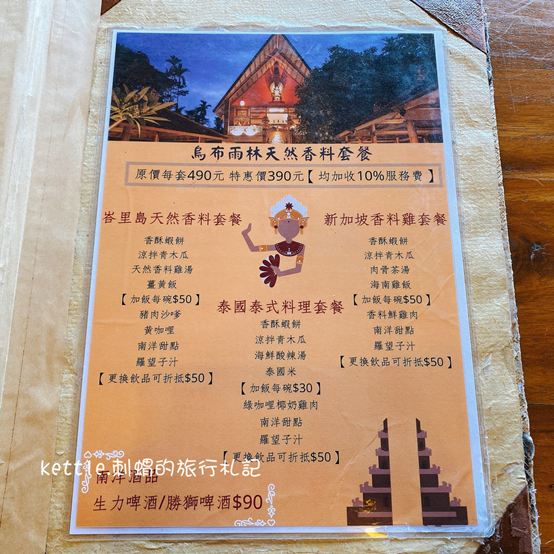 烏布雨林天然香料套餐
原價每套490元 特惠價390元【均加收10%服務費】
峇里島天然香料套餐
香酥蝦餅
涼拌青木瓜
天然香料雞湯
薑黃飯
【加飯每碗$50】
豬肉沙嗲
黃咖哩
南洋甜點
羅望子汁
【更換飲品可折抵$50】
泰國泰式料理套餐
香酥蝦餅
涼拌青木瓜
海鮮酸辣湯
泰國米
【加飯每碗$30】
綠咖哩椰奶雞肉
南洋甜點
羅望子汁
【更換飲品可折抵$50】
新加坡香料雞套餐
香酥蝦餅
涼拌青木瓜
肉骨茶湯
海南雞飯
【加飯每碗$50】
香料鮮雞肉
南洋甜點
羅望子汁
【更換飲品可折抵$50】
kettle.刺蝟的旅行札記
南洋酒品
生力啤酒/勝獅啤酒$90